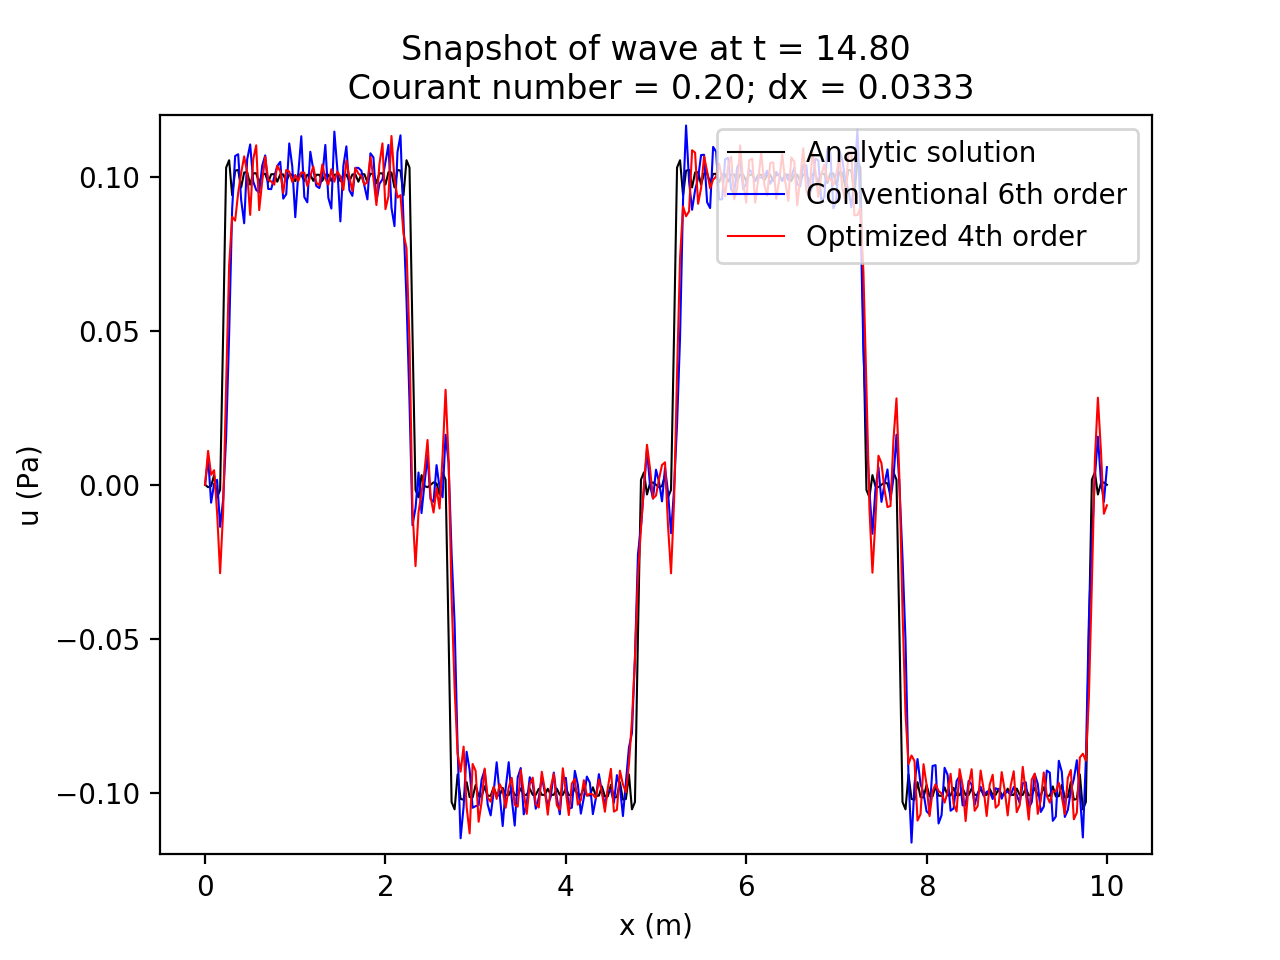 Snapshot of wave at t = 14.80
Courant number = 0.20; dx = 0.0333
Analytic solution
Conventional 6th order
Optimized 4th order
0.10
0.05
0.00
−0.05
−0.10
u (Pa)
0 2 4 6 8 10
x (m)